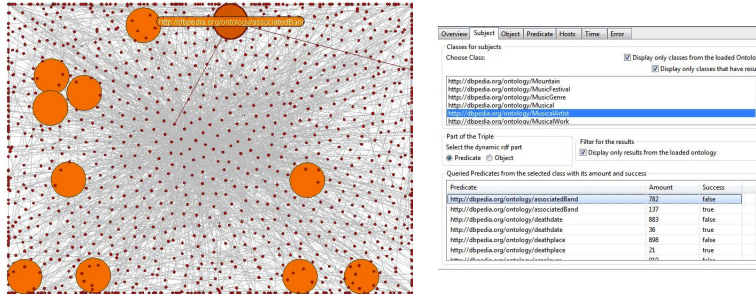 http://dbpedia.org/ontology/associatedBand
Overview Subject Object Predicate Hosts Time Error
Classes for subjects
Choose Class:
Display only classes from the loaded Ontolo
Display only classes that have resu
http://dbpedia.org/ontology/Mountain
http://dbpedia.org/ontology/MusicFestival
http://dbpedia.org/ontology/MusicGenre
http://dbpedia.org/ontology/Musical
http://dbpedia.org/ontology/MusicalArtist
http://dbpedia.org/ontology/MusicalWork
Part of the Triple
Select the dynamic rdf part
Predicate Object
Filter for the results
Display only results from the loaded ontology
Queried Predicates from the selected class with its amount and success
Predicate Amount Success
http://dbpedia.org/ontology/associatedBand 782 false
http://dbpedia.org/ontology/associatedBand 137 true
http://dbpedia.org/ontology/deathdate 883 false
http://dbpedia.org/ontology/deathdate 36 true
http://dbpedia.org/ontology/deathplace 898 false
http://dbpedia.org/ontology/deathplace 21 true